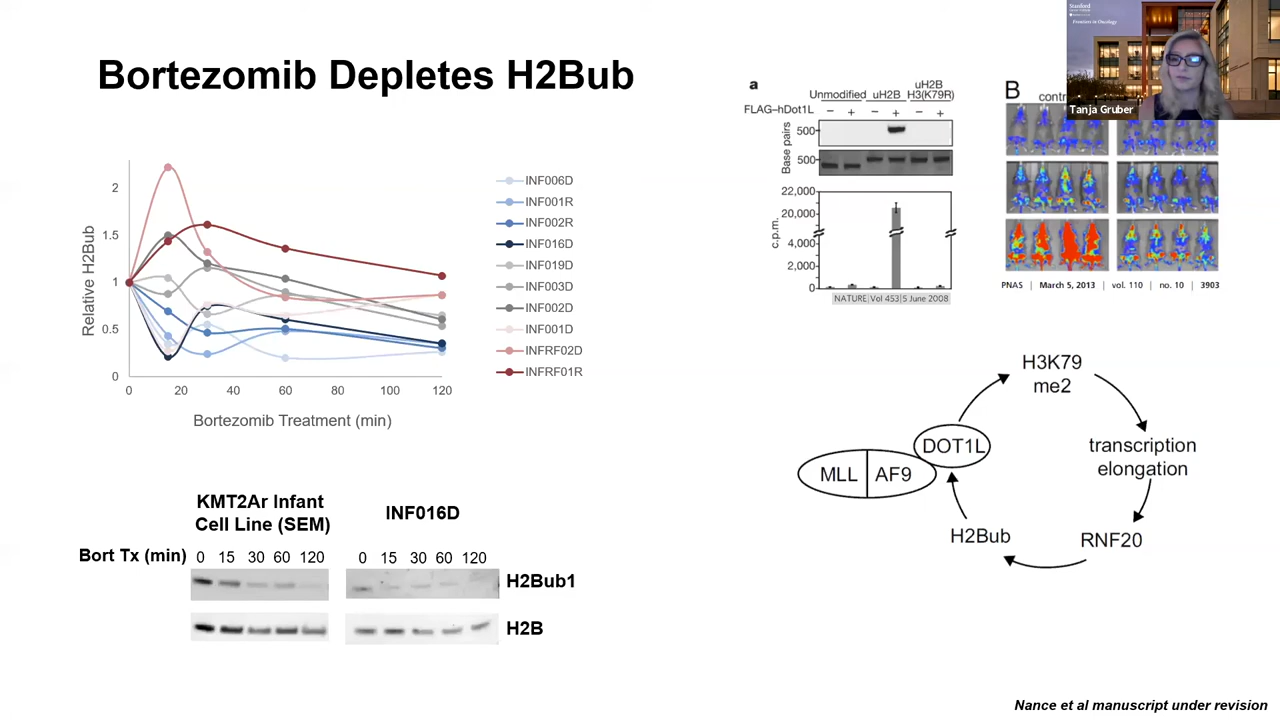 Bortezomib Depletes H2Bub
Relative H2Bub
2
1.5
1
0.5
0
0 20 40 60 80 100 120
Bortezomib Treatment (min)
INF006D
INF001R
INF002R
INF016D
INF019D
INF003D
INF002D
INF001D
INFRF02D
INFRF01R
KMT2Ar Infant
Cell Line (SEM)
INF016D
Bort Tx (min) 0 15 30 60 120 0 15 30 60 120
H2Bub1
H2B
a
Unmodified uH2B uH2B
H3(K79R)
FLAG–hDot1L – + – + – +
Base pairs
500
500
c.p.m.
22,000
20,000
4,000
2,000
0
NATURE|Vol 453|5 June 2008
B
Stanford
Frontiers in Oncology
Tanja Gruber
PNAS | March 5, 2013 | vol. 110 | no. 10 | 3903
H3K79
me2
transcription
elongation
RNF20
H2Bub
DOT1L
MLL AF9
Nance et al manuscript under revision